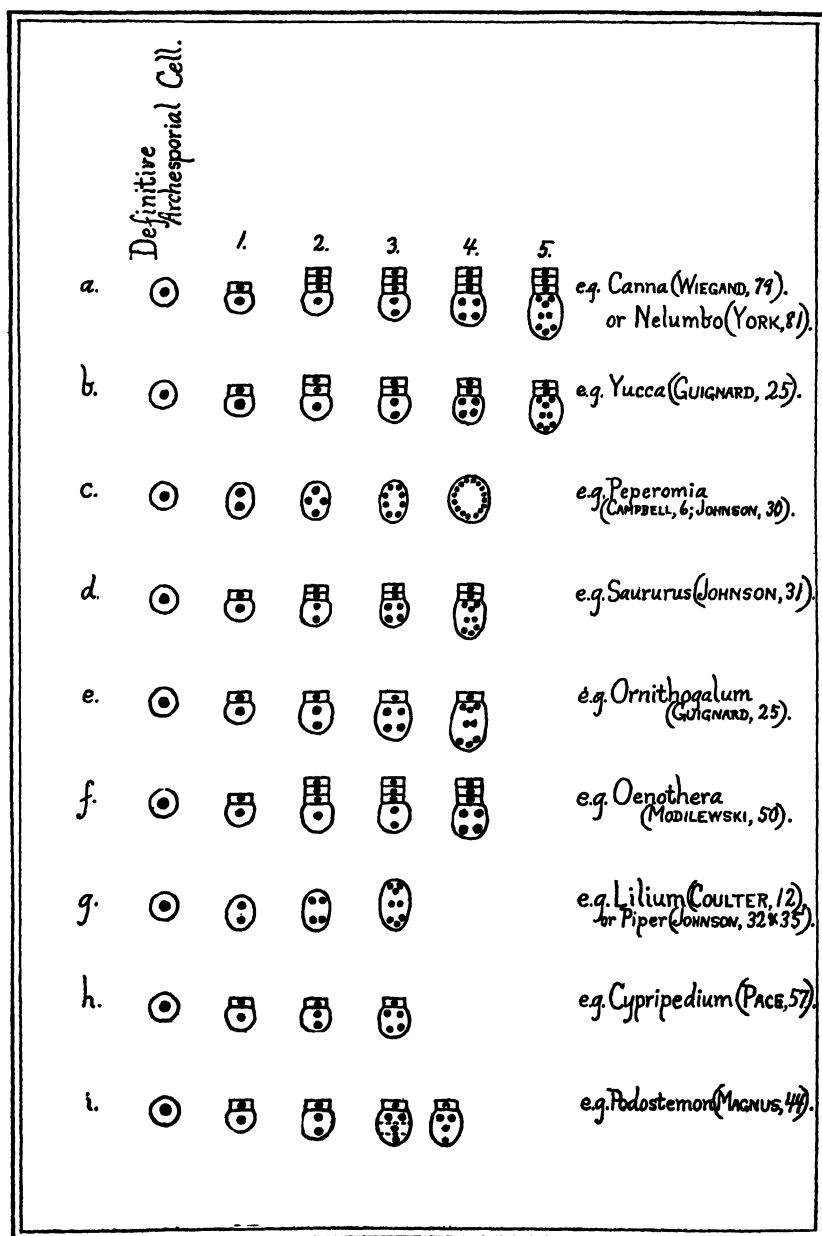 Definitive
Archesporial Cell.
1. 2. 3. 4. 5.
a. e.g. Canna (WIEGAND, 79).
or Nelumbo (YORK, 81).
b. e.g. Yucca (GUIGNARD, 25).
c. e.g. Peperomia
(CAMPBELL, 6; JOHNSON, 30).
d. e.g. Saururus (JOHNSON, 31).
e. e.g. Ornithogalum
(GUIGNARD, 25).
f. e.g. Oenothera
(MODILEWSKI, 50).
g. e.g. Lilium (COULTER, 12),
or Piper (JOHNSON, 32 & 35).
h. e.g. Cypripedium (PACE, 57).
i. e.g. Podostemon (MAGNUS, 44).